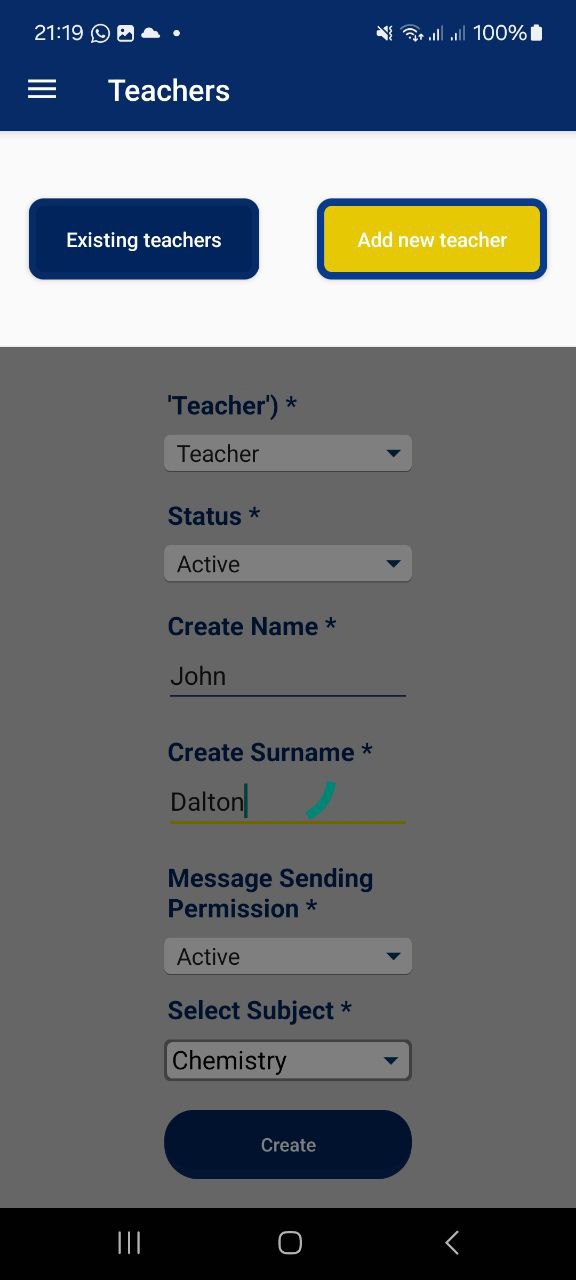 21:19 100%
Teachers
Existing teachers Add new teacher
'Teacher') *
Teacher
Status *
Active
Create Name *
John
Create Surname *
Dalton
Message Sending
Permission *
Active
Select Subject *
Chemistry
Create